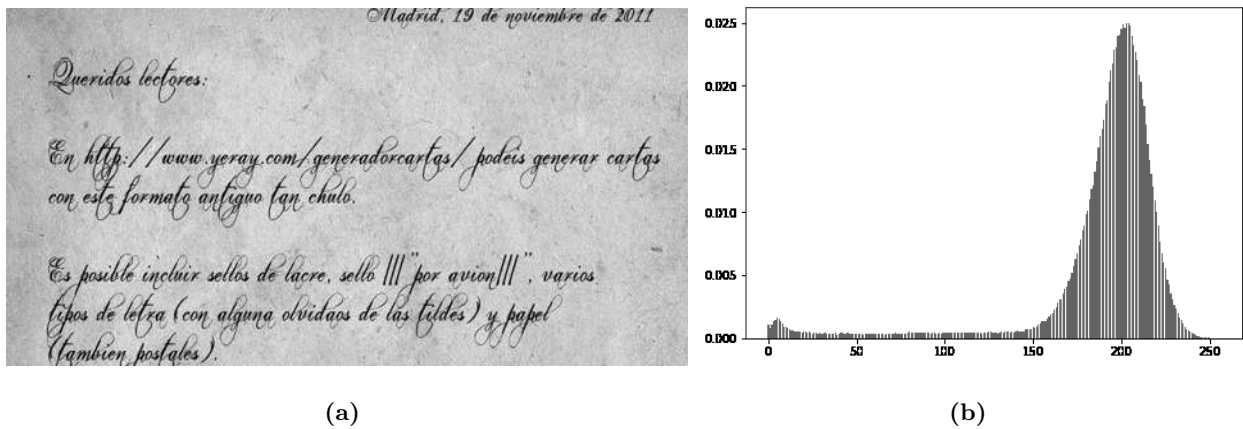 Madrid, 19 de noviembre de 2011
Queridos lectores:
En http://www.yeray.com/generadorcartas/ podeis generar cartas
con este formato antiguo tan chulo.
Es posible incluir sellos de lacre, sello |||"por avion|||", varios
tipos de letra (con alguna olvidaos de las tildes) y papel
(tambien postales).
(a)
0.025
0.020
0.015
0.010
0.005
0.000
0 50 100 150 200 250
(b)